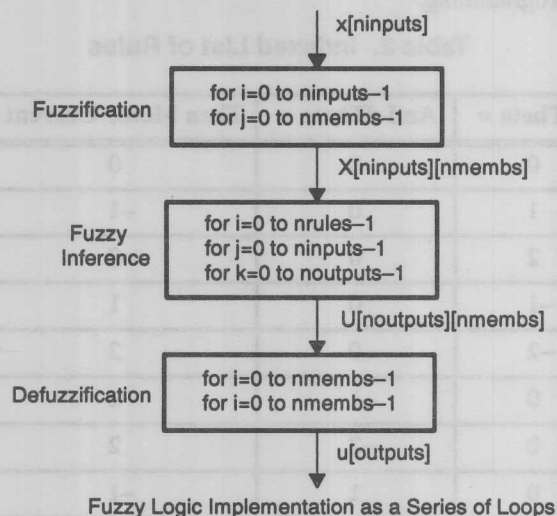 x[ninputs]
Fuzzification
for i=0 to ninputs–1
for j=0 to nmembs–1
X[ninputs][nmembs]
Fuzzy
Inference
for i=0 to nrules–1
for j=0 to ninputs–1
for k=0 to noutputs–1
U[noutputs][nmembs]
Defuzzification
for i=0 to nmembs–1
for i=0 to nmembs–1
u[outputs]
Fuzzy Logic Implementation as a Series of Loops